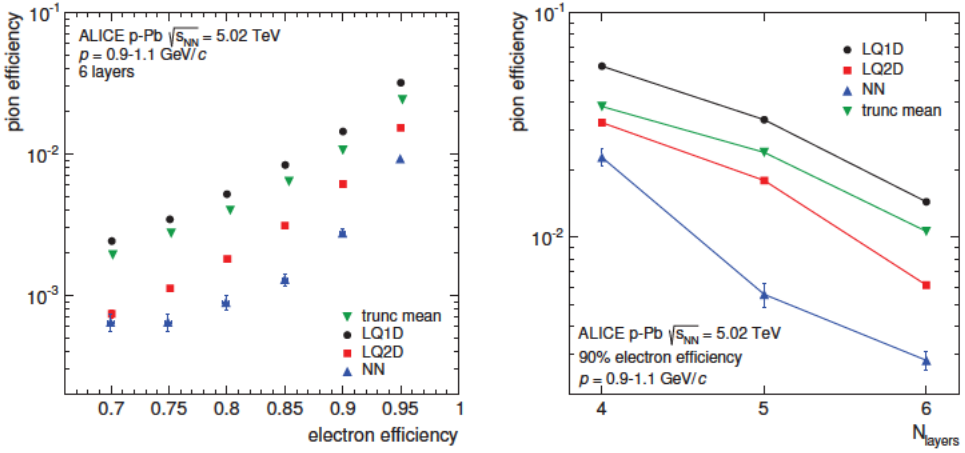 pion efficiency
10⁻¹
10⁻²
10⁻³
ALICE p-Pb √s_NN = 5.02 TeV
p = 0.9-1.1 GeV/c
6 layers
trunc mean
LQ1D
LQ2D
NN
0.7 0.75 0.8 0.85 0.9 0.95 1
electron efficiency
pion efficiency
10⁻¹
10⁻²
LQ1D
LQ2D
NN
trunc mean
ALICE p-Pb √s_NN = 5.02 TeV
90% electron efficiency
p = 0.9-1.1 GeV/c
4 5 6
N_layers